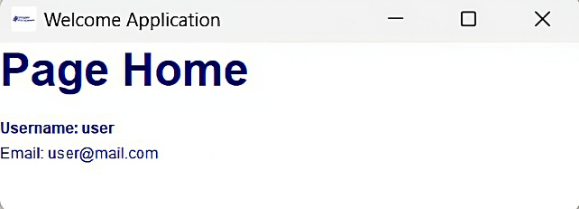 Welcome Application
Page Home
Username: user
Email: user@mail.com